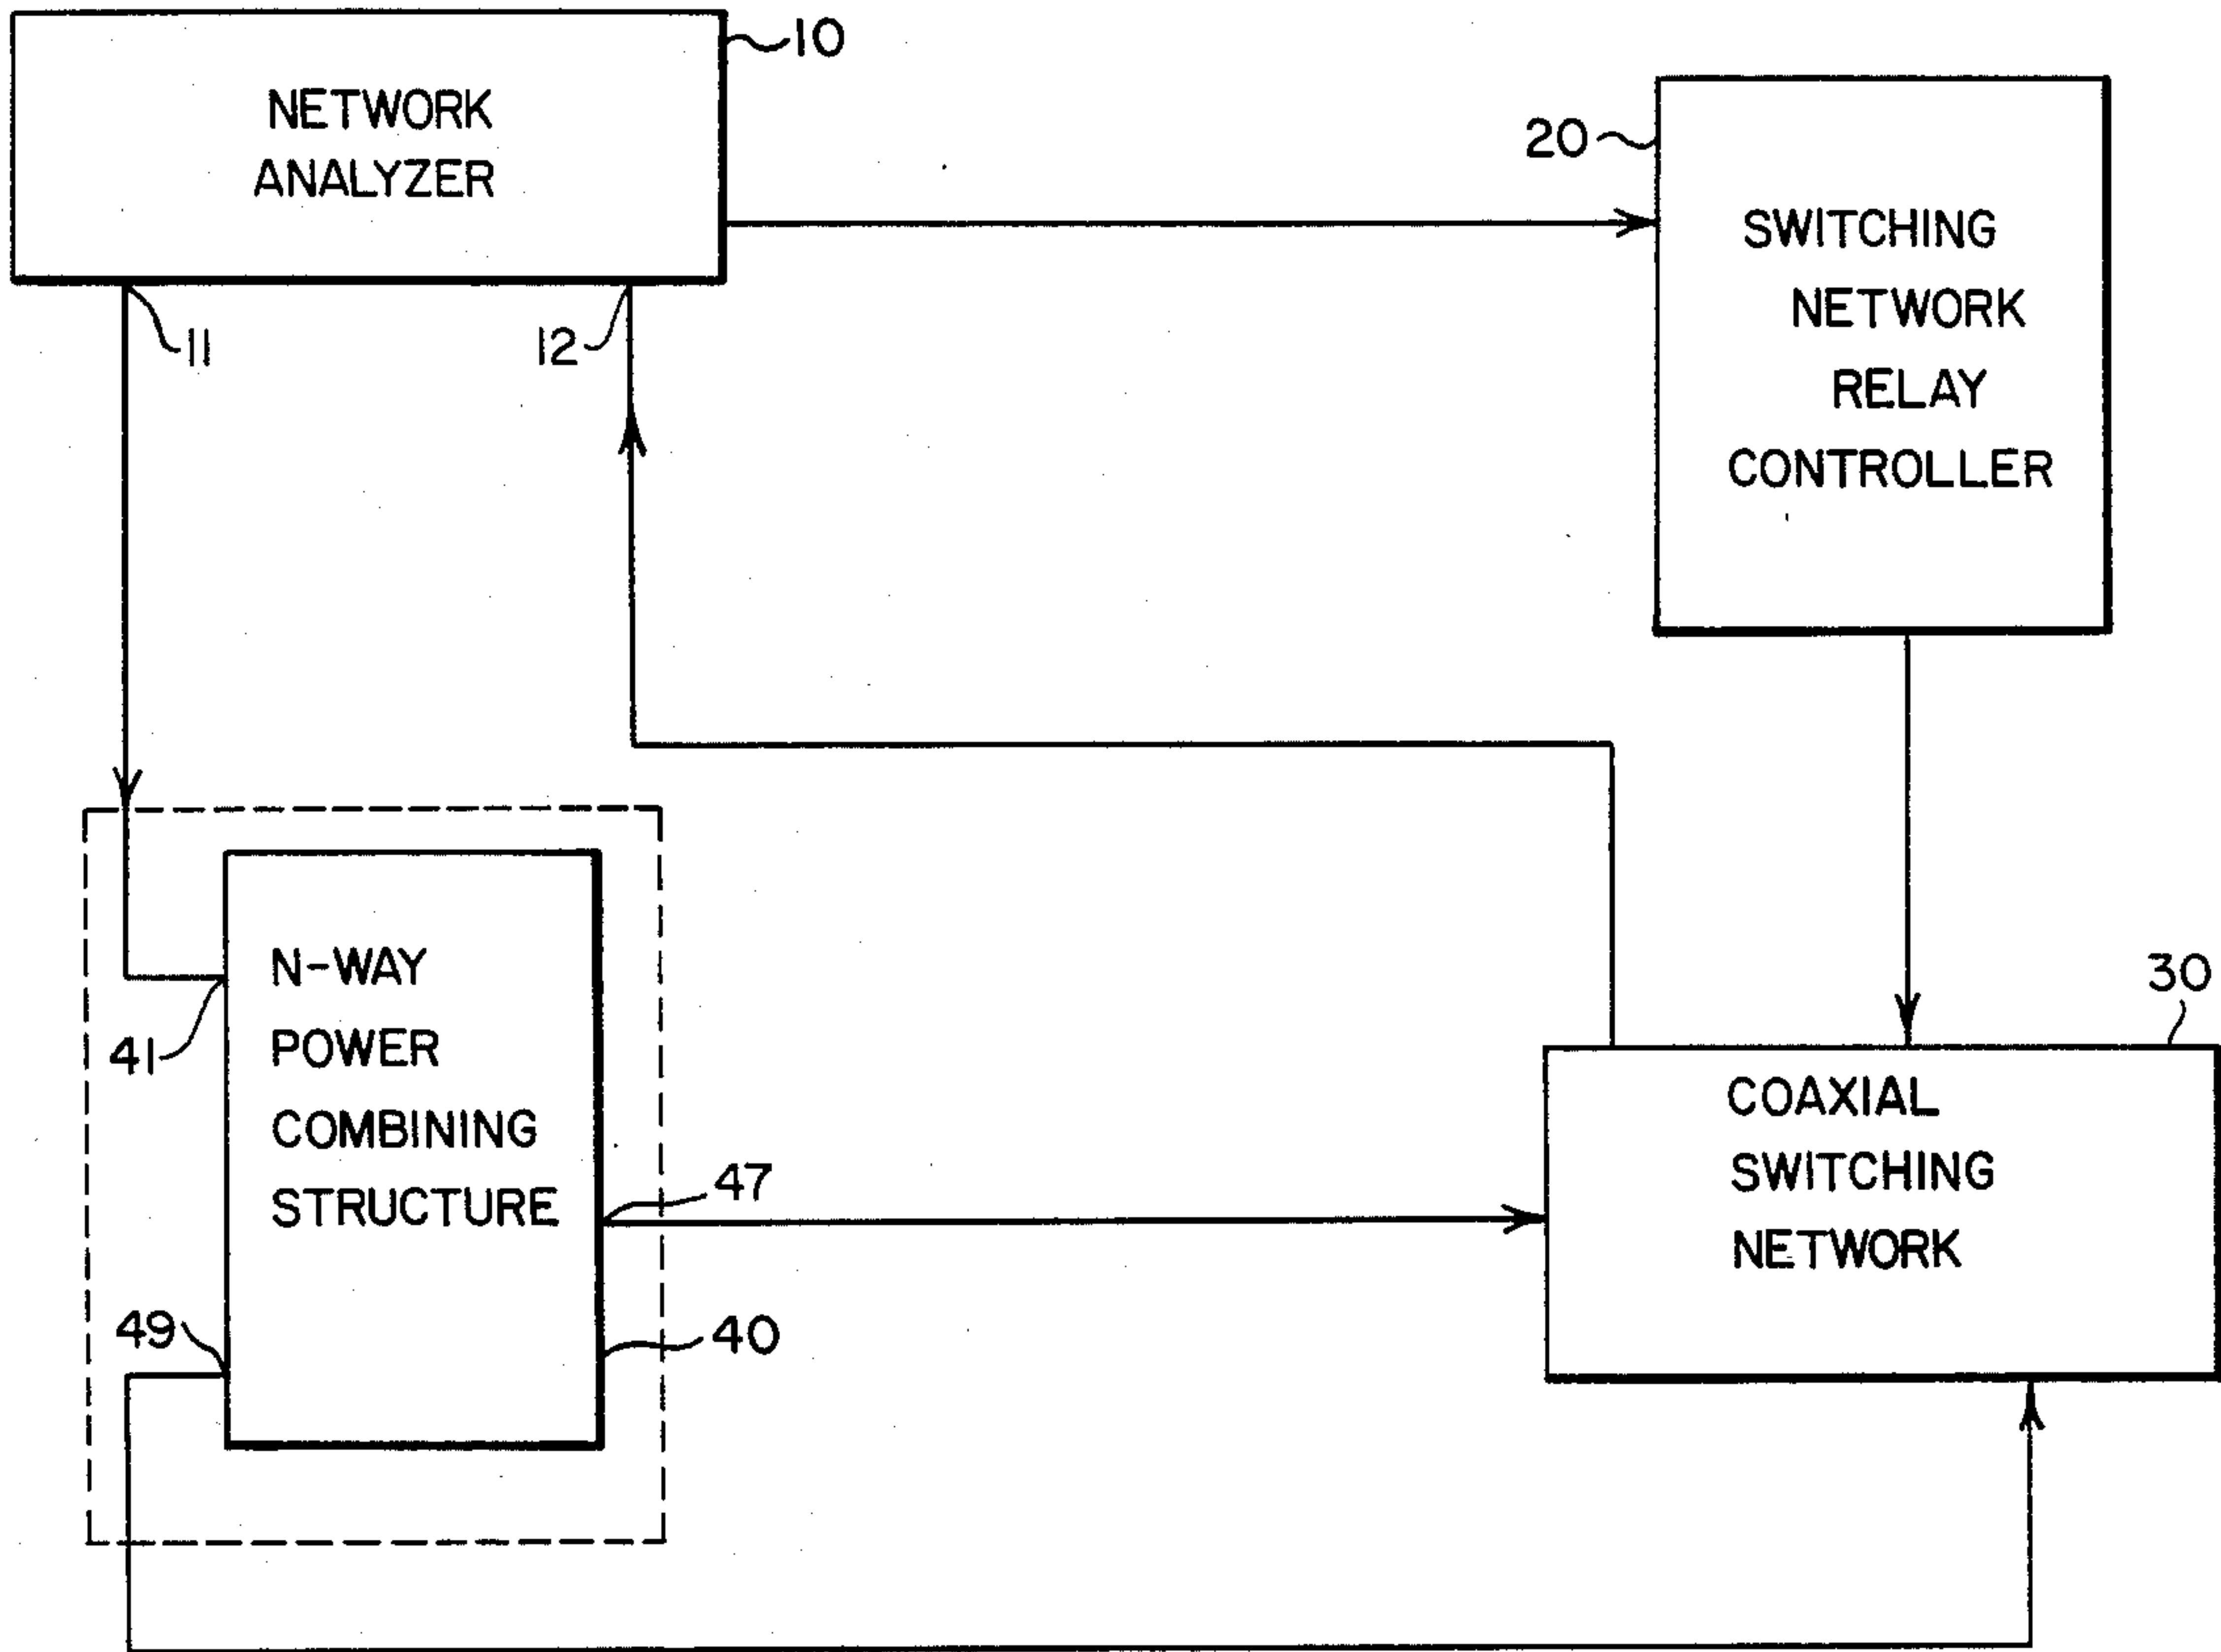 10
NETWORK
ANALYZER
20
SWITCHING
NETWORK
RELAY
CONTROLLER
11
12
N-WAY
POWER
COMBINING
STRUCTURE
41
47
49
40
30
COAXIAL
SWITCHING
NETWORK